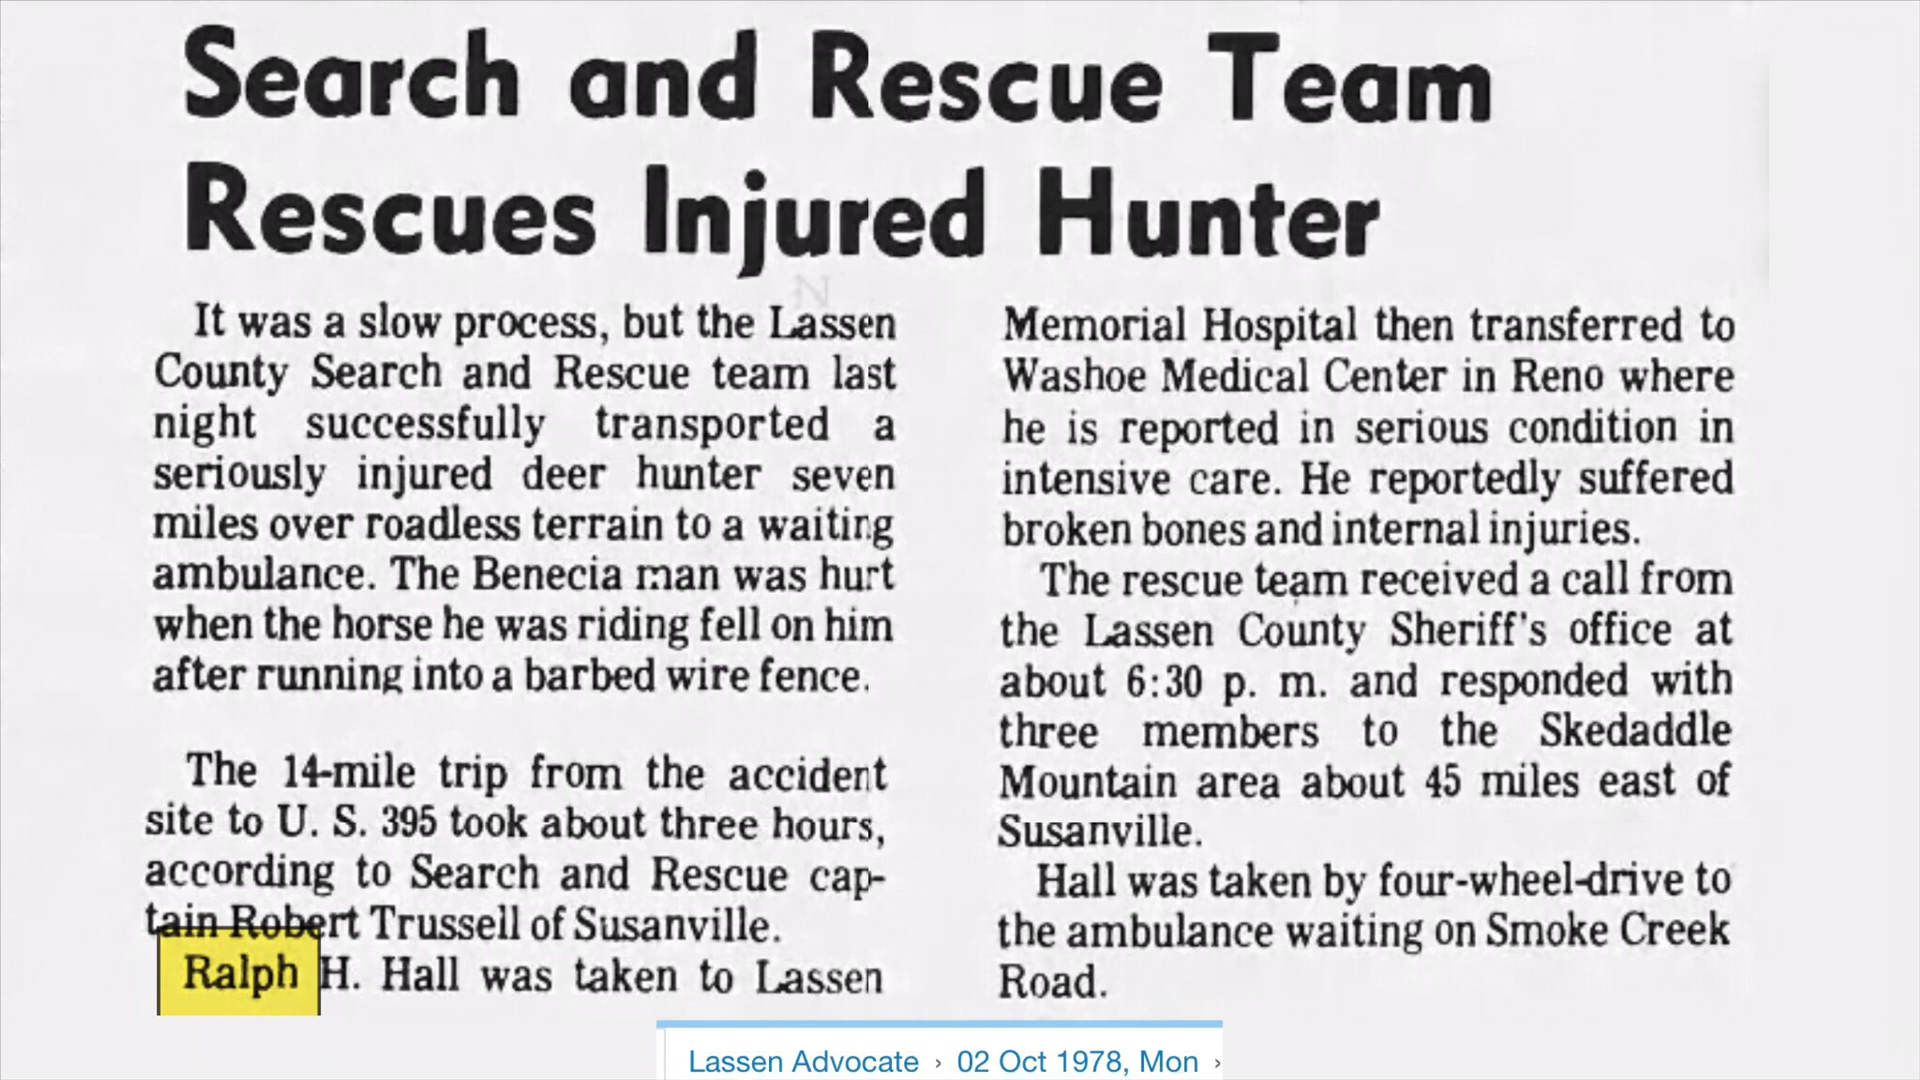 Search and Rescue Team
Rescues Injured Hunter
It was a slow process, but the Lassen
County Search and Rescue team last
night successfully transported a
seriously injured deer hunter seven
miles over roadless terrain to a waiting
ambulance. The Benecia man was hurt
when the horse he was riding fell on him
after running into a barbed wire fence.
The 14-mile trip from the accident
site to U. S. 395 took about three hours,
according to Search and Rescue cap-
tain Robert Trussell of Susanville.
Ralph H. Hall was taken to Lassen
Memorial Hospital then transferred to
Washoe Medical Center in Reno where
he is reported in serious condition in
intensive care. He reportedly suffered
broken bones and internal injuries.
The rescue team received a call from
the Lassen County Sheriff's office at
about 6:30 p. m. and responded with
three members to the Skedaddle
Mountain area about 45 miles east of
Susanville.
Hall was taken by four-wheel-drive to
the ambulance waiting on Smoke Creek
Road.
Lassen Advocate › 02 Oct 1978, Mon ›